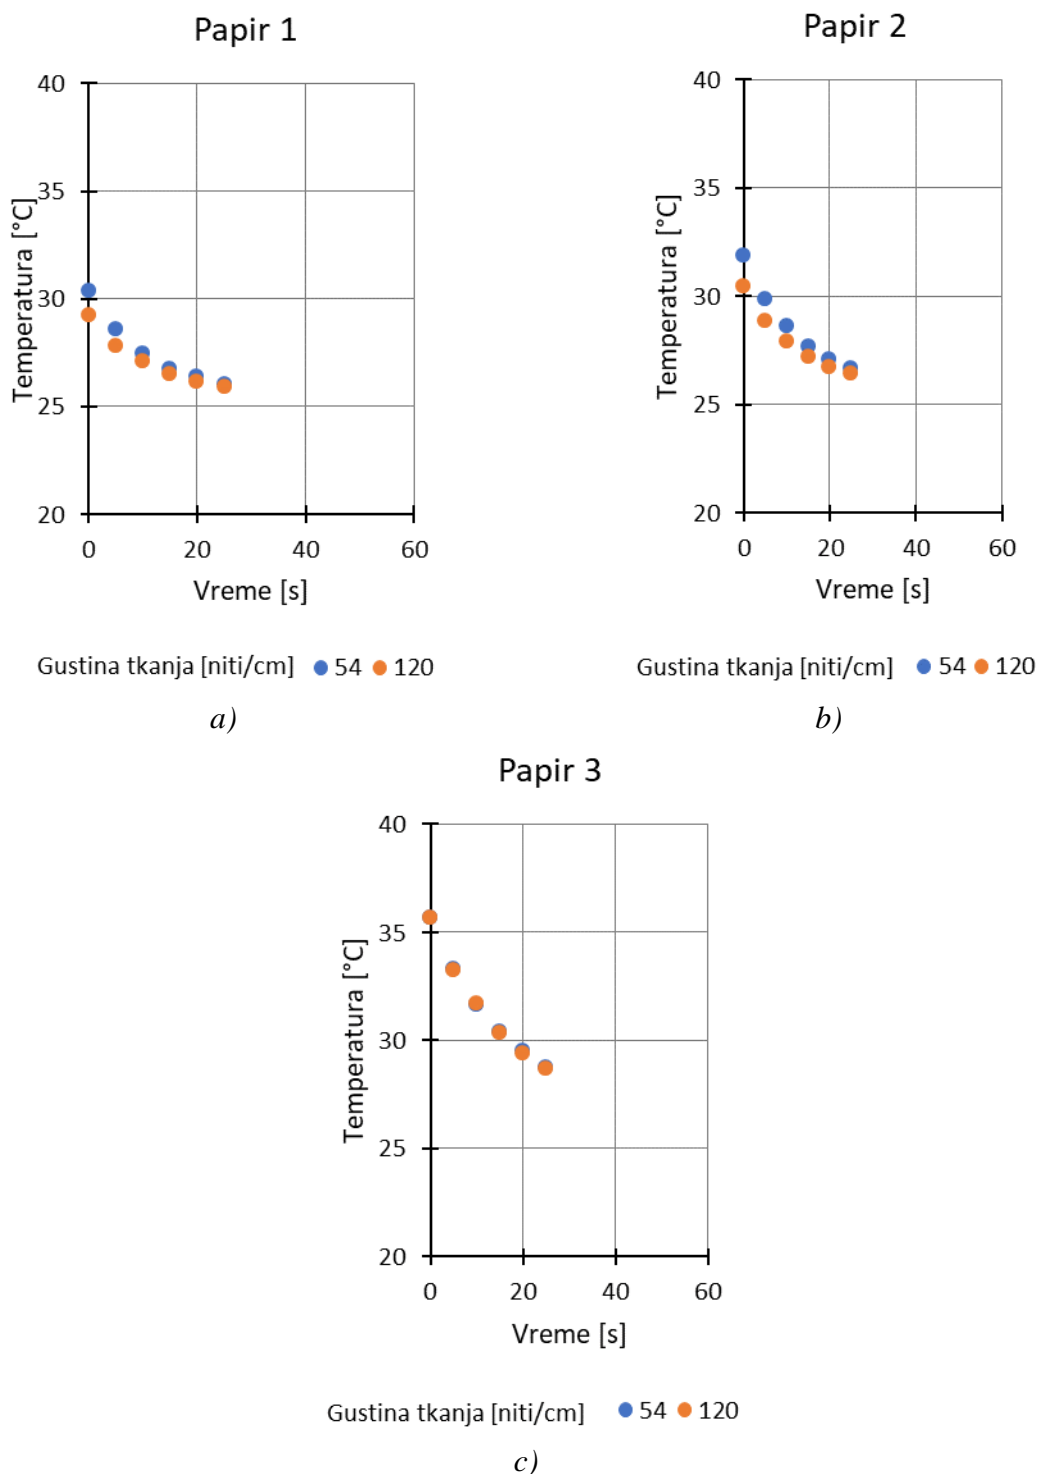 Papir 1
40
35
30
25
20
Temperatura [°C]
0 20 40 60
Vreme [s]
Gustina tkanja [niti/cm] 54 120
a)
Papir 2
40
35
30
25
20
Temperatura [°C]
0 20 40 60
Vreme [s]
Gustina tkanja [niti/cm] 54 120
b)
Papir 3
40
35
30
25
20
Temperatura [°C]
0 20 40 60
Vreme [s]
Gustina tkanja [niti/cm] 54 120
c)